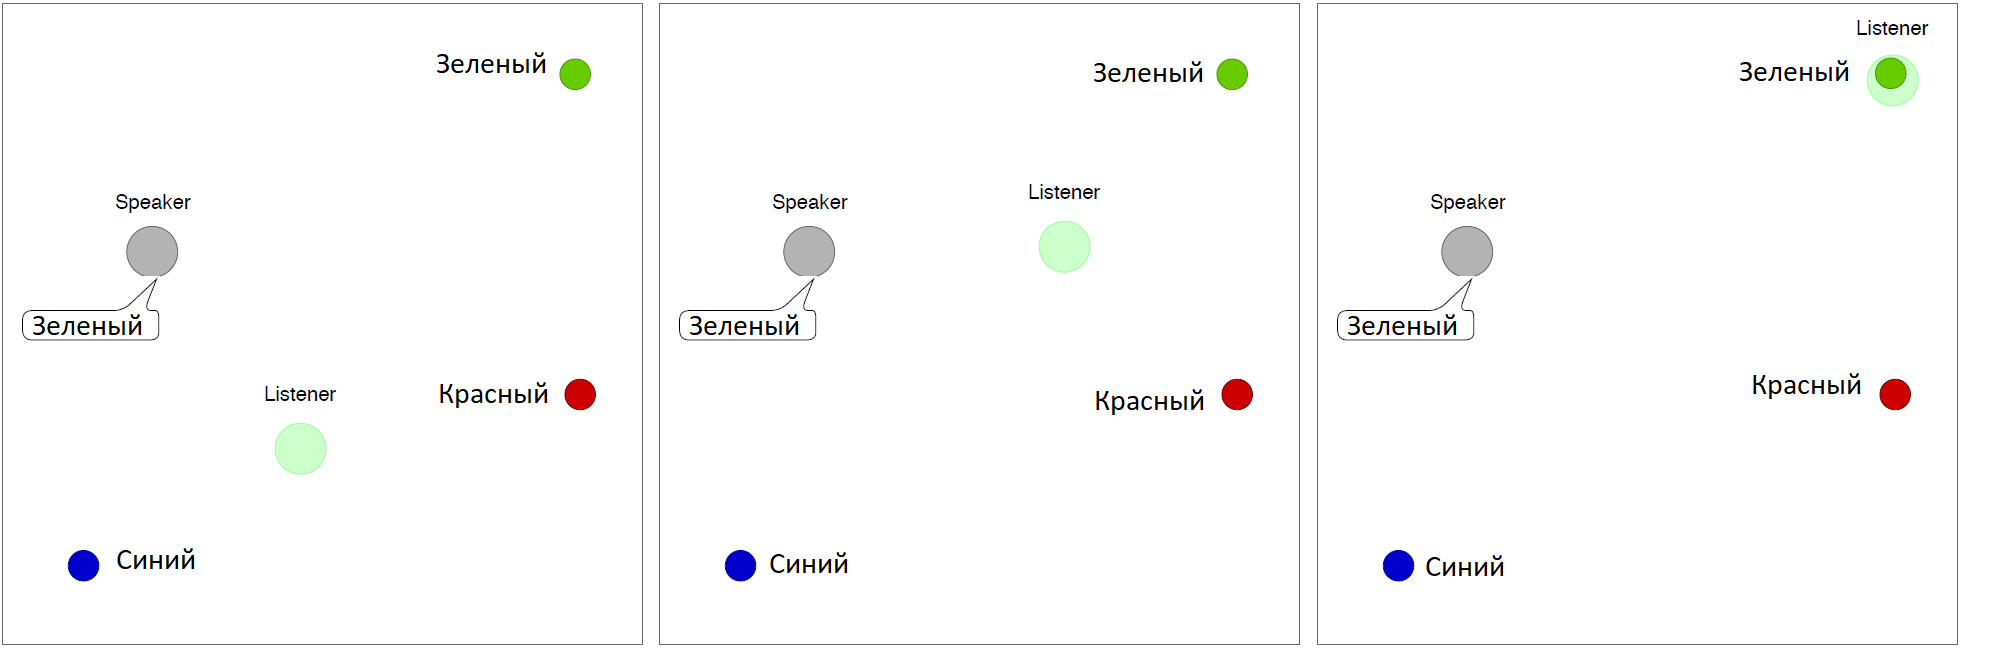 Зеленый
Speaker
Зеленый
Listener
Красный
Синий
Зеленый
Speaker
Listener
Зеленый
Красный
Синий
Listener
Зеленый
Speaker
Зеленый
Красный
Синий